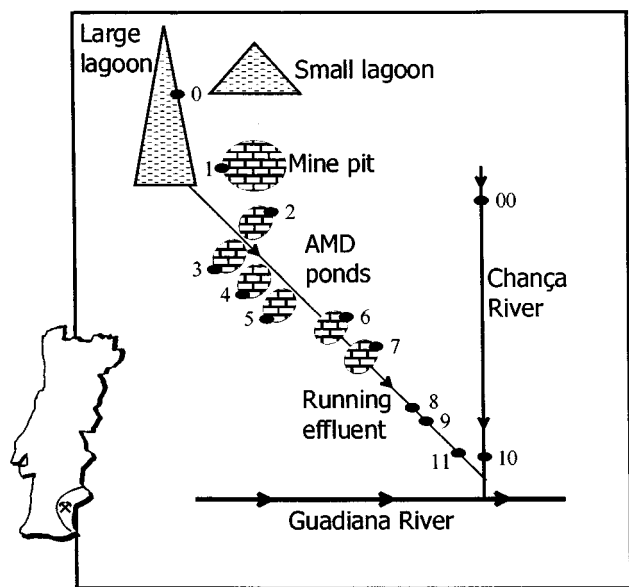 Large
lagoon
Small lagoon
0
1
Mine pit
00
2
AMD
ponds
3
Chança
River
4
5
6
7
Running
effluent
8
9
11
10
Guadiana River